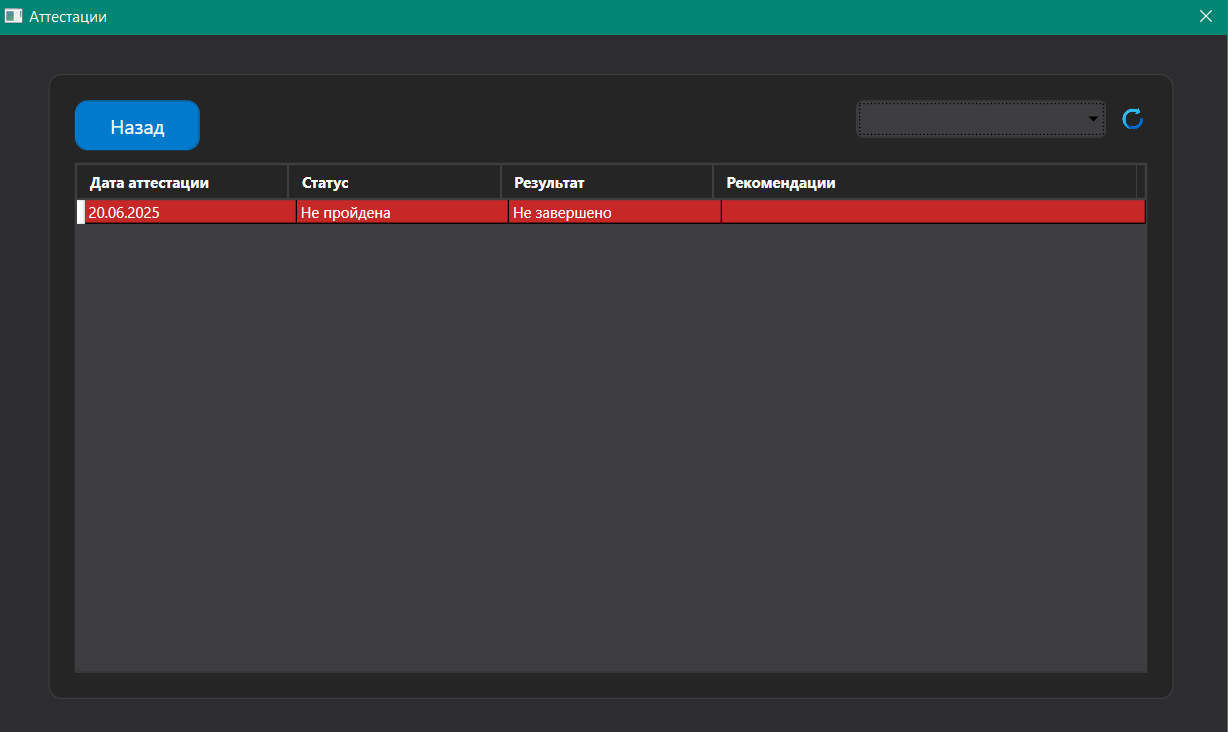 Аттестации
Назад
Дата аттестации Статус Результат Рекомендации
20.06.2025 Не пройдена Не завершено